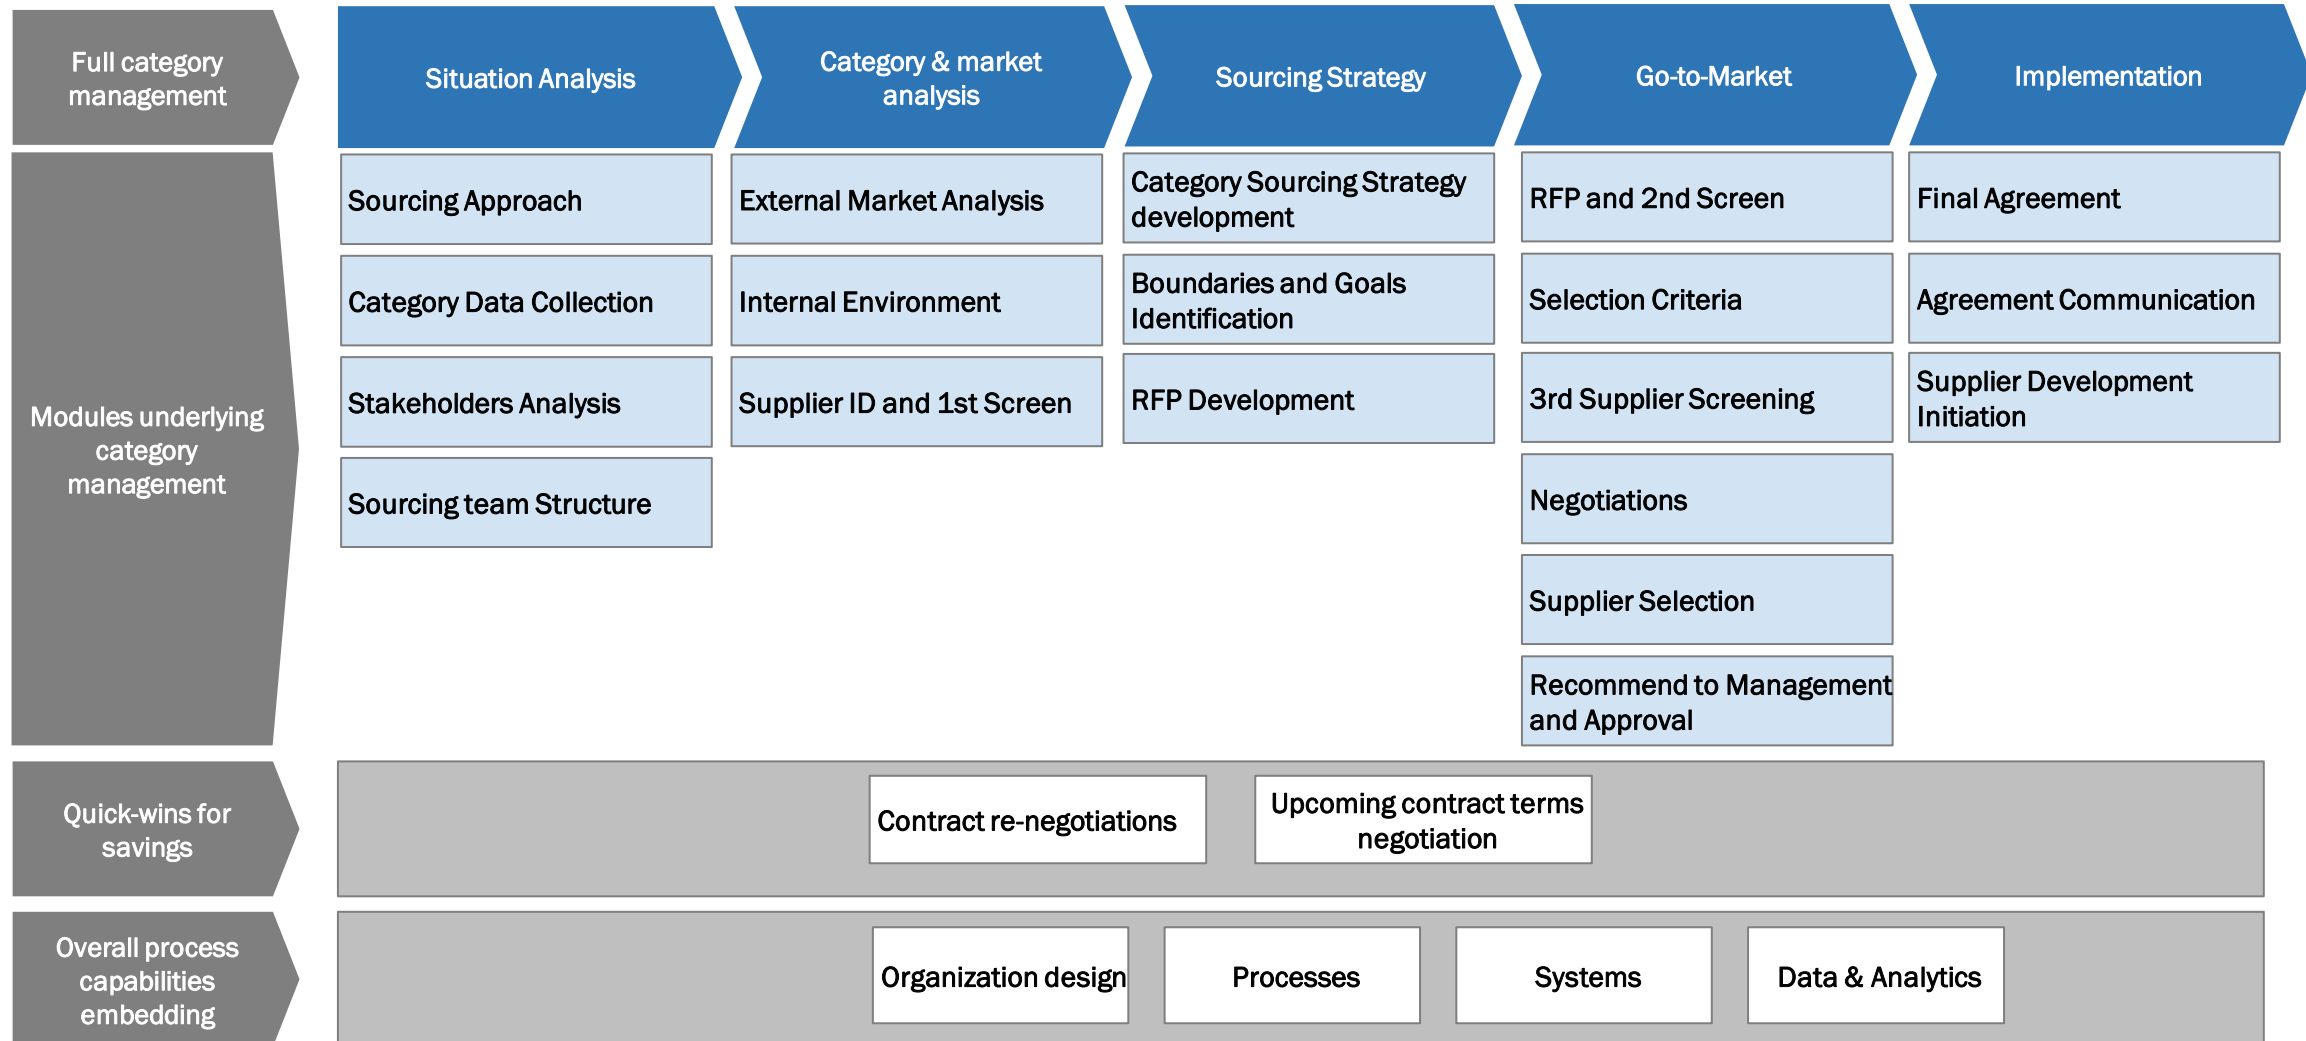 Full category
management
Situation Analysis
Category & market
analysis
Sourcing Strategy
Go-to-Market
Implementation
Modules underlying
category
management
Sourcing Approach
Category Data Collection
Stakeholders Analysis
Sourcing team Structure
External Market Analysis
Internal Environment
Supplier ID and 1st Screen
Category Sourcing Strategy
development
Boundaries and Goals
Identification
RFP Development
RFP and 2nd Screen
Selection Criteria
3rd Supplier Screening
Negotiations
Supplier Selection
Recommend to Management
and Approval
Final Agreement
Agreement Communication
Supplier Development
Initiation
Quick-wins for
savings
Contract re-negotiations
Upcoming contract terms
negotiation
Overall process
capabilities
embedding
Organization design
Processes
Systems
Data & Analytics